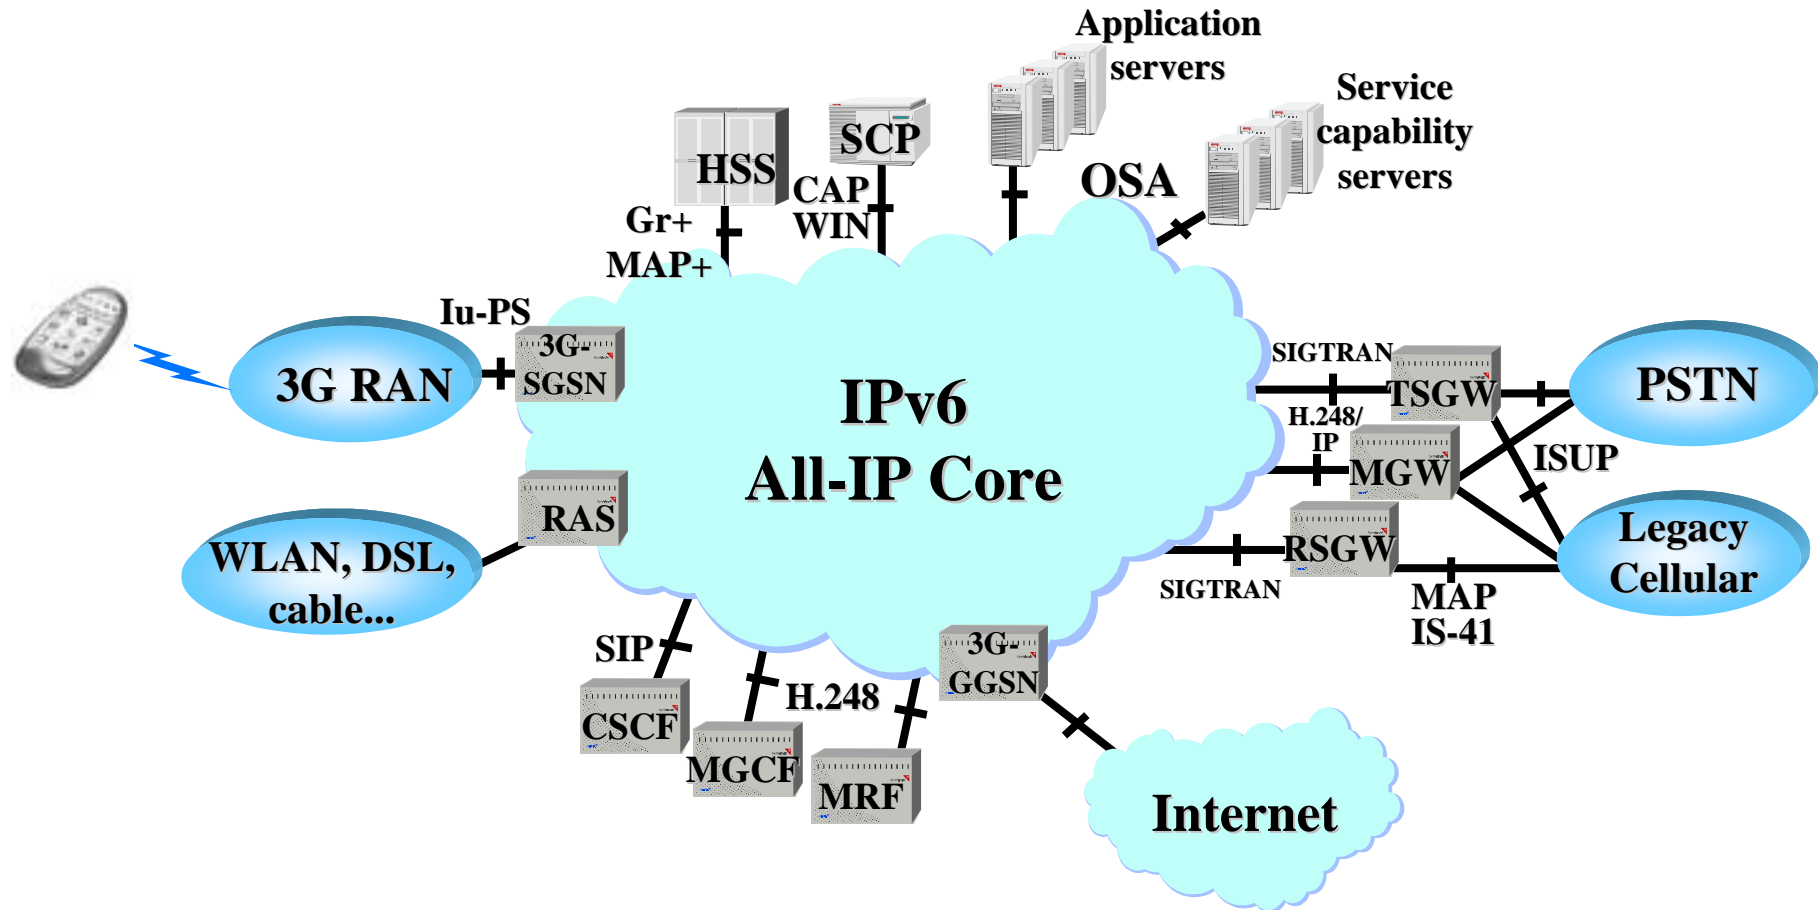 Application
servers
Service
capability
servers
HSS
SCP
CAP
WIN
OSA
Gr+
MAP+
Iu-PS
3G-
SGSN
3G RAN
IPv6
All-IP Core
SIGTRAN
TSGW
PSTN
H.248/
IP
MGW
ISUP
RAS
WLAN, DSL,
cable...
RSGW
Legacy
Cellular
SIGTRAN
MAP
IS-41
SIP
CSCF
H.248
MGCF
MRF
3G-
GGSN
Internet